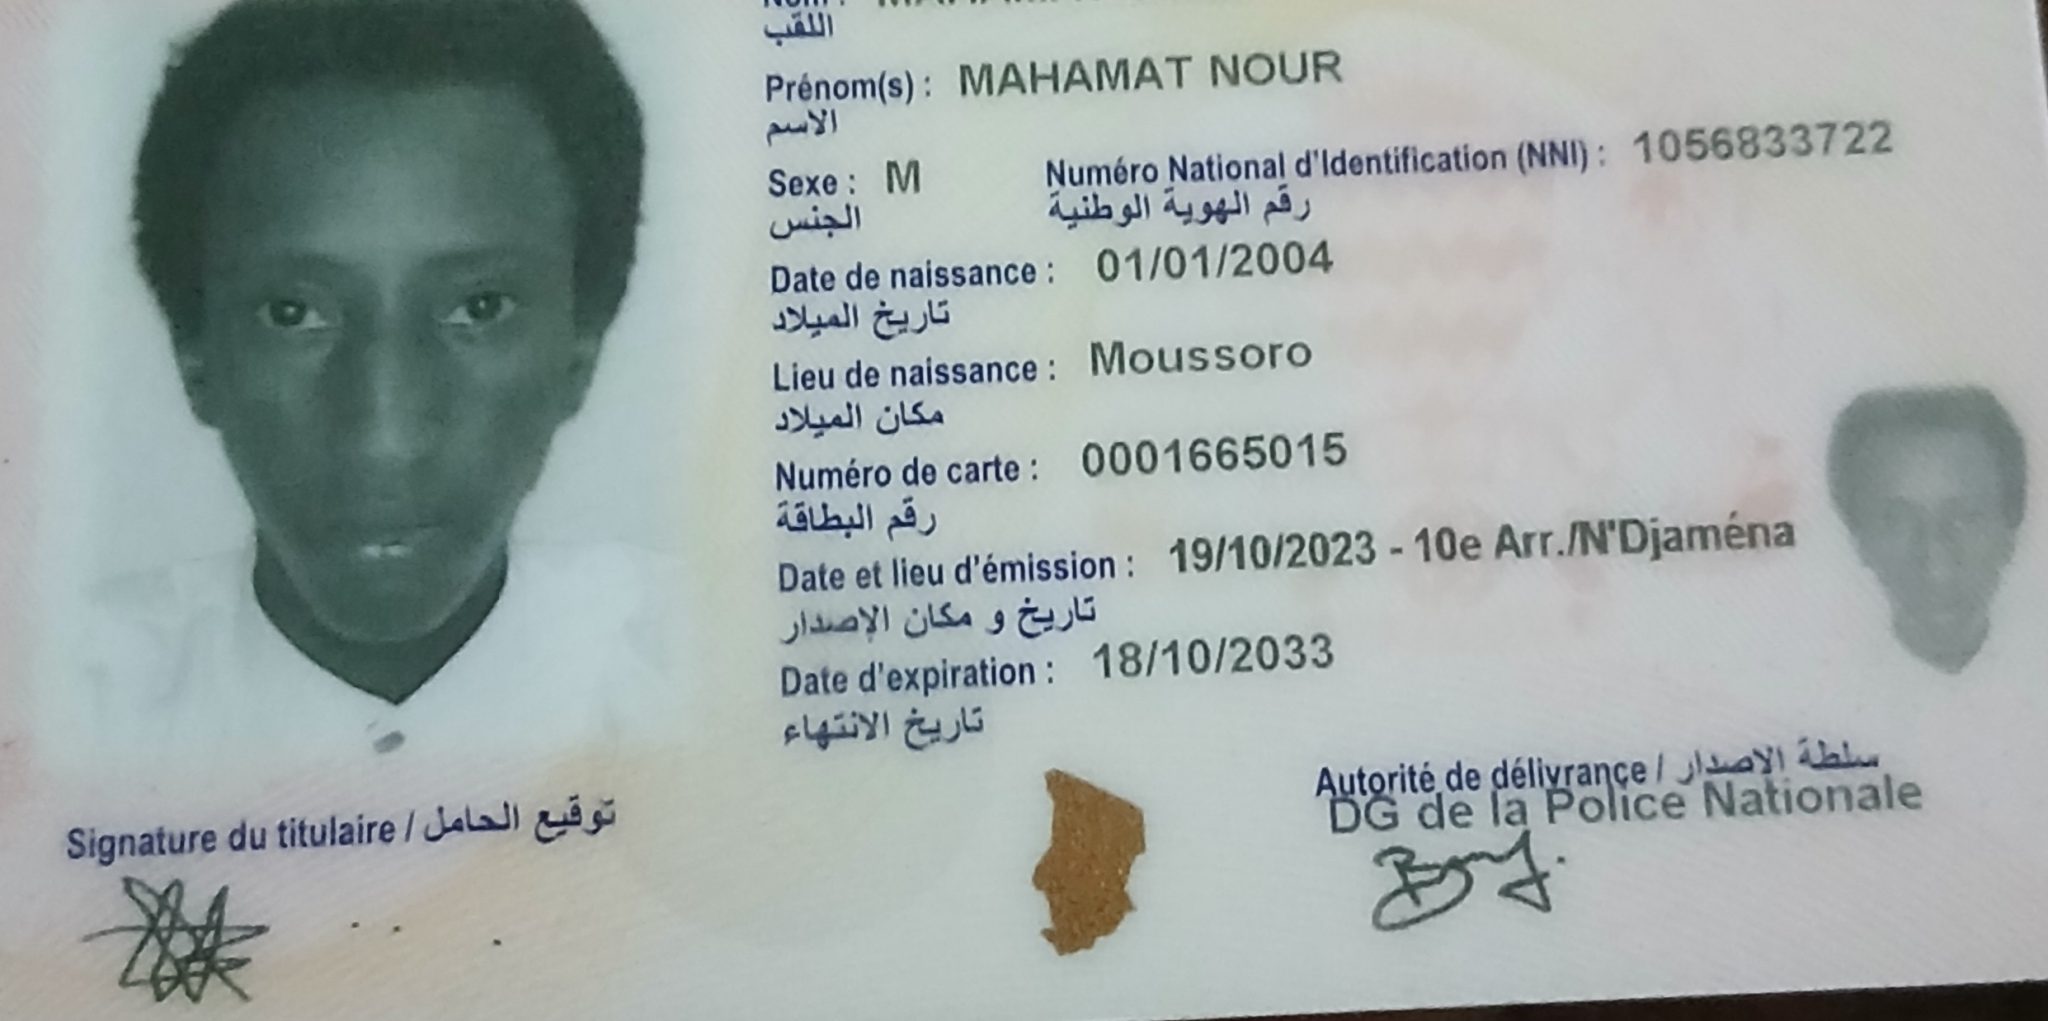 اللقب
Prénom(s) : MAHAMAT NOUR
الاسم
Sexe : M Numéro National d'Identification (NNI) : 1056833722
الجنس رقم الهوية الوطنية
Date de naissance : 01/01/2004
تاريخ الميلاد
Lieu de naissance : Moussoro
مكان الميلاد
Numéro de carte : 0001665015
رقم البطاقة
Date et lieu d'émission : 19/10/2023 - 10e Arr./N'Djaména
تاريخ و مكان الإصدار
Date d'expiration : 18/10/2033
تاريخ الانتهاء
Autorité de délivrance / سلطة الاصدار
DG de la Police Nationale
Signature du titulaire / توقيع الحامل